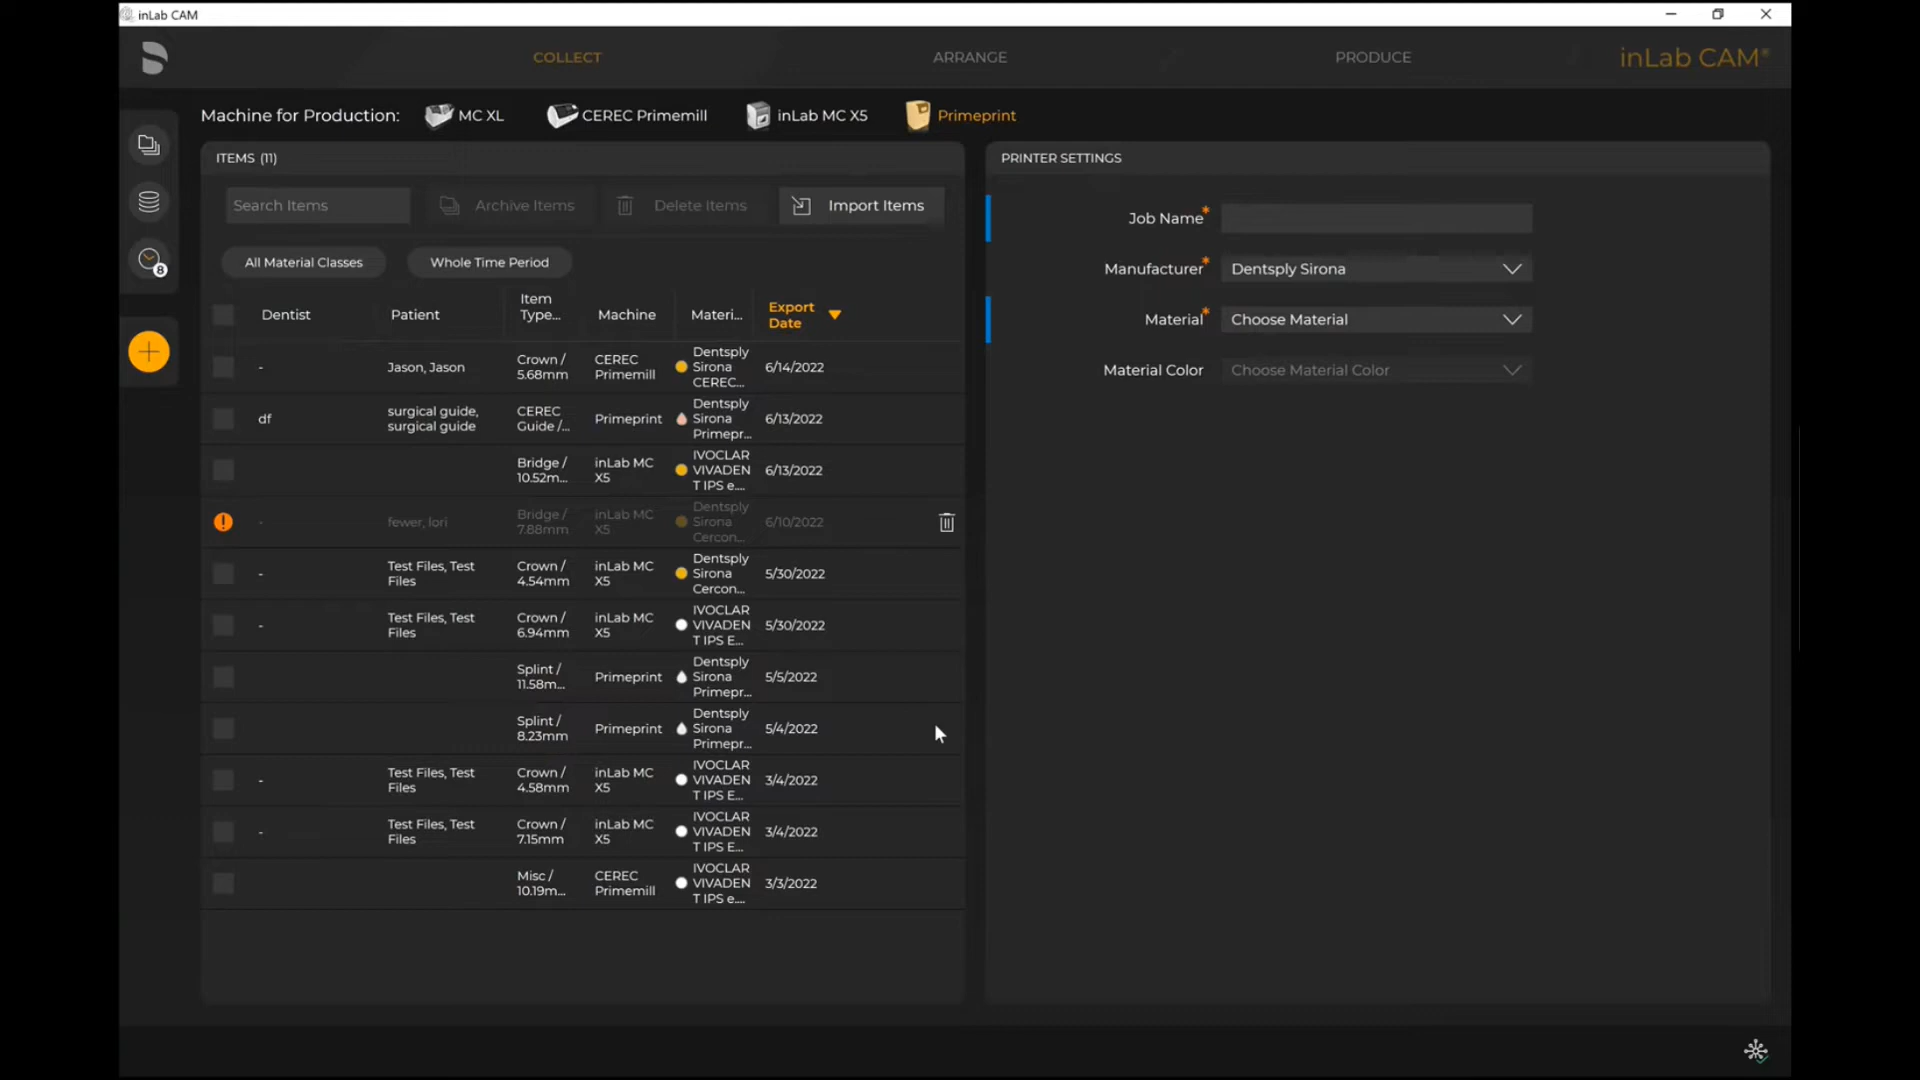 inLab CAM
COLLECT
ARRANGE
PRODUCE
inLab CAM®
Machine for Production:
MC XL
CEREC Primemill
inLab MC X5
Primeprint
ITEMS (11)
Search Items
Archive Items
Delete Items
Import Items
All Material Classes
Whole Time Period
8
Dentist
Patient
Item
Type...
Machine
Materi...
Export
Date
-
Jason, Jason
Crown /
5.68mm
CEREC
Primemill
Dentsply
Sirona
CEREC...
6/14/2022
df
surgical guide,
surgical guide
CEREC
Guide /...
Primeprint
Dentsply
Sirona
Primepr...
6/13/2022
Bridge /
10.52m...
inLab MC
X5
IVOCLAR
VIVADEN
T IPS e....
6/13/2022
!
-
fewer, lori
Bridge /
7.88mm
inLab MC
X5
Dentsply
Sirona
Cercon...
6/10/2022
-
Test Files, Test
Files
Crown /
4.54mm
inLab MC
X5
Dentsply
Sirona
Cercon...
5/30/2022
-
Test Files, Test
Files
Crown /
6.94mm
inLab MC
X5
IVOCLAR
VIVADEN
T IPS E...
5/30/2022
Splint /
11.58m...
Primeprint
Dentsply
Sirona
Primepr...
5/5/2022
Splint /
8.23mm
Primeprint
Dentsply
Sirona
Primepr...
5/4/2022
-
Test Files, Test
Files
Crown /
4.58mm
inLab MC
X5
IVOCLAR
VIVADEN
T IPS E...
3/4/2022
-
Test Files, Test
Files
Crown /
7.15mm
inLab MC
X5
IVOCLAR
VIVADEN
T IPS E...
3/4/2022
Misc /
10.19m...
CEREC
Primemill
IVOCLAR
VIVADEN
T IPS e....
3/3/2022
PRINTER SETTINGS
Job Name*
Manufacturer*
Dentsply Sirona
Material*
Choose Material
Material Color
Choose Material Color